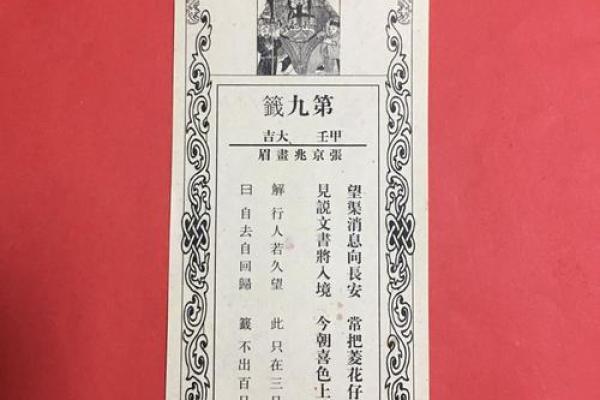 第九籤
甲壬 大吉
張京兆畫眉
望渠消息向長安 常把菱花仔
見説文書將入境 今朝喜色上
解 行人若久望 此只在三
曰 自去自回歸 籤不出百